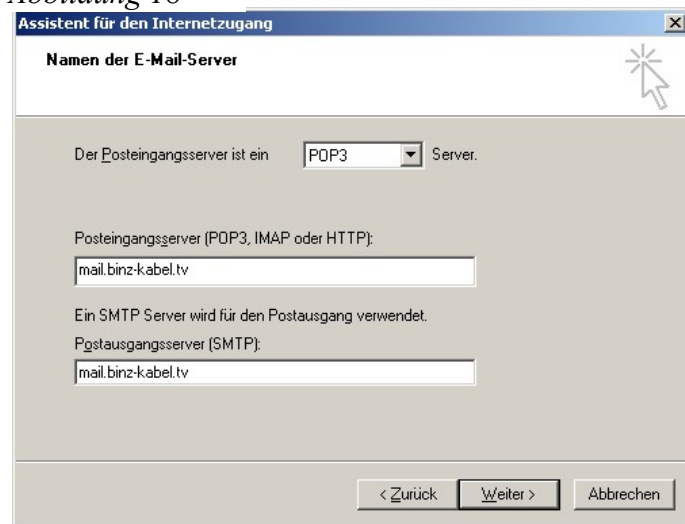 Assistent für den Internetzugang
Namen der E-Mail-Server
Der Posteingangsserver ist ein POP3 Server.
Posteingangsserver (POP3, IMAP oder HTTP):
mail.binz-kabel.tv
Ein SMTP Server wird für den Postausgang verwendet.
Postausgangsserver (SMTP):
mail.binz-kabel.tv
< Zurück Weiter > Abbrechen